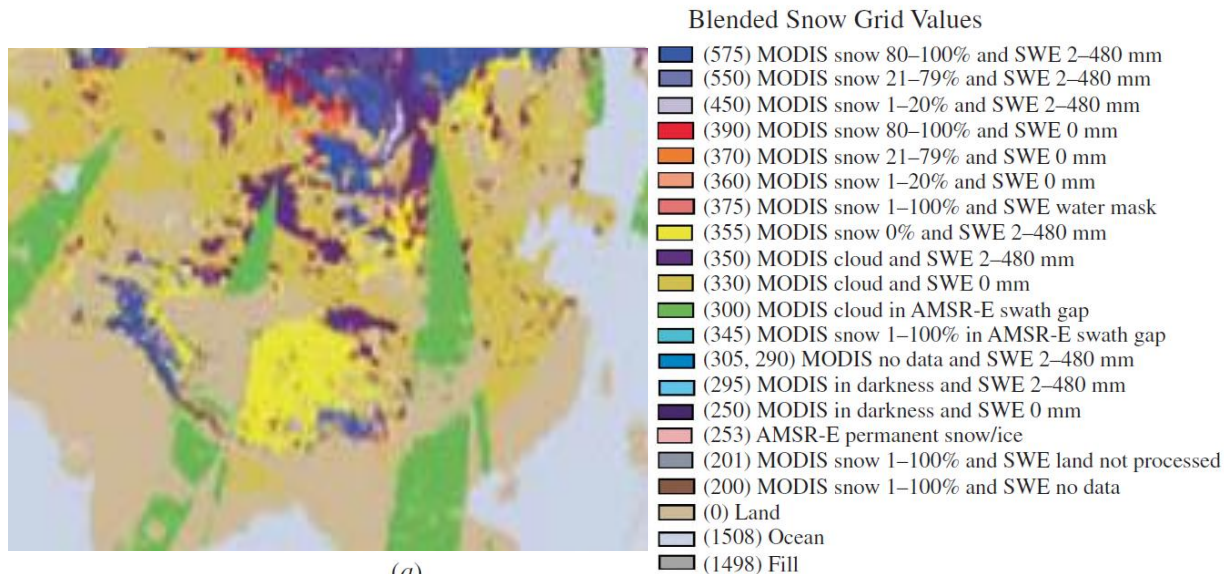 Blended Snow Grid Values
(575) MODIS snow 80–100% and SWE 2–480 mm
(550) MODIS snow 21–79% and SWE 2–480 mm
(450) MODIS snow 1–20% and SWE 2–480 mm
(390) MODIS snow 80–100% and SWE 0 mm
(370) MODIS snow 21–79% and SWE 0 mm
(360) MODIS snow 1–20% and SWE 0 mm
(375) MODIS snow 1–100% and SWE water mask
(355) MODIS snow 0% and SWE 2–480 mm
(350) MODIS cloud and SWE 2–480 mm
(330) MODIS cloud and SWE 0 mm
(300) MODIS cloud in AMSR-E swath gap
(345) MODIS snow 1–100% in AMSR-E swath gap
(305, 290) MODIS no data and SWE 2–480 mm
(295) MODIS in darkness and SWE 2–480 mm
(250) MODIS in darkness and SWE 0 mm
(253) AMSR-E permanent snow/ice
(201) MODIS snow 1–100% and SWE land not processed
(200) MODIS snow 1–100% and SWE no data
(0) Land
(1508) Ocean
(1498) Fill